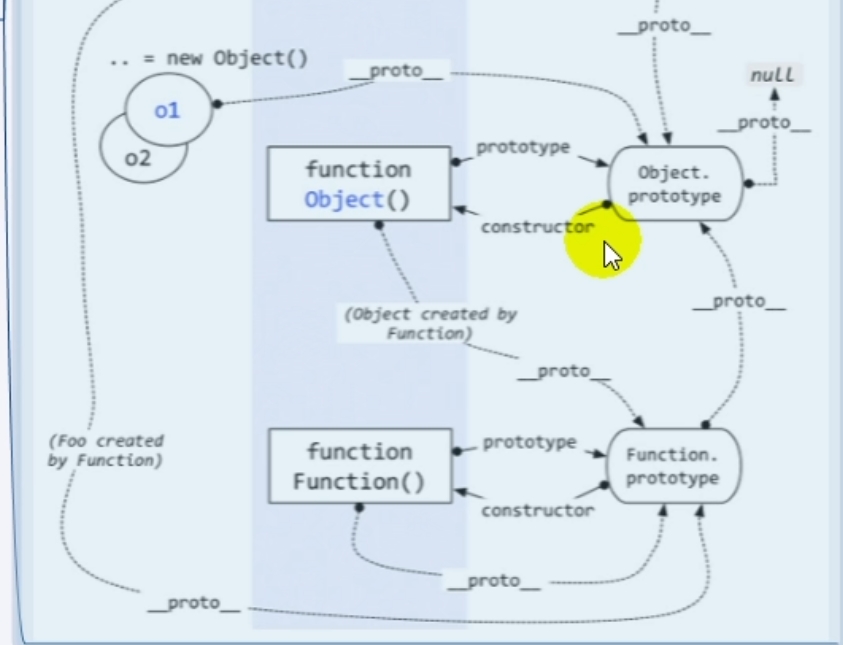 __proto__
.. = new Object()
__proto__
null
o1
__proto__
o2
function
Object()
prototype
Object.
prototype
constructor
__proto__
(Object created by
Function)
__proto__
(Foo created
by Function)
function
Function()
prototype
Function.
prototype
constructor
__proto__
__proto__